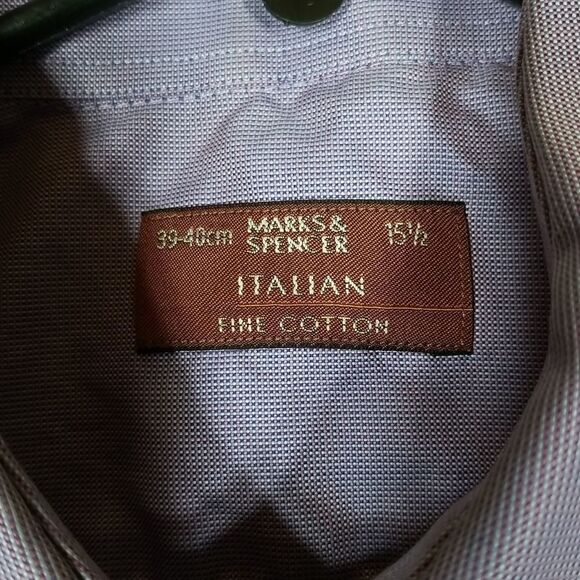 39-40cm MARKS & SPENCER 15½
ITALIAN
FINE COTTON